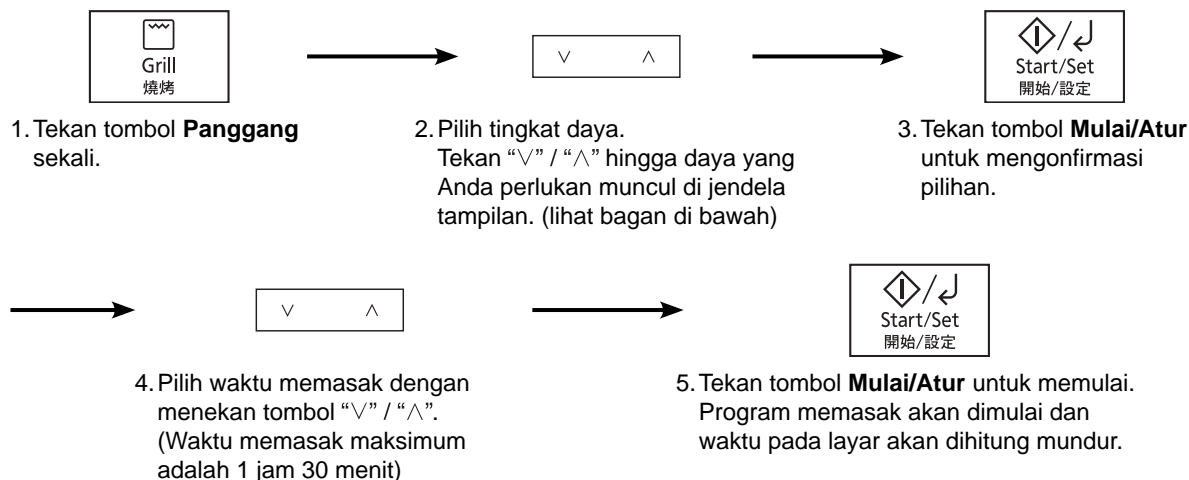 Grill
燒烤
∨ ∧
Start/Set
開始/設定
1. Tekan tombol Panggang
sekali.
2. Pilih tingkat daya.
Tekan “∨” / “∧” hingga daya yang
Anda perlukan muncul di jendela
tampilan. (lihat bagan di bawah)
3. Tekan tombol Mulai/Atur
untuk mengonfirmasi
pilihan.
∨ ∧
Start/Set
開始/設定
4. Pilih waktu memasak dengan
menekan tombol “∨” / “∧”.
(Waktu memasak maksimum
adalah 1 jam 30 menit)
5. Tekan tombol Mulai/Atur untuk memulai.
Program memasak akan dimulai dan
waktu pada layar akan dihitung mundur.